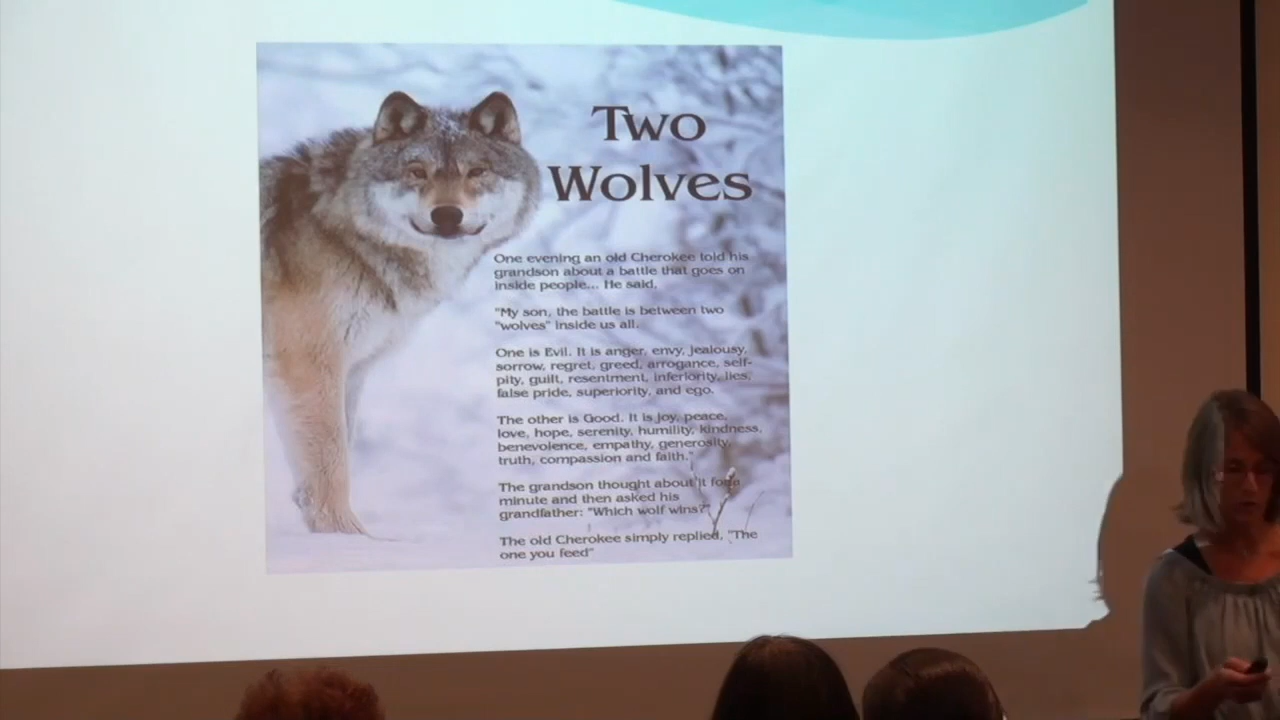 Two
Wolves
One evening an old Cherokee told his
grandson about a battle that goes on
inside people... He said,
"My son, the battle is between two
"wolves" inside us all.
One is Evil. It is anger, envy, jealousy,
sorrow, regret, greed, arrogance, self-
pity, guilt, resentment, inferiority, lies,
false pride, superiority, and ego.
The other is Good. It is joy, peace,
love, hope, serenity, humility, kindness,
benevolence, empathy, generosity,
truth, compassion and faith."
The grandson thought about it for a
minute and then asked his
grandfather: "Which wolf wins?"
The old Cherokee simply replied, "The
one you feed"